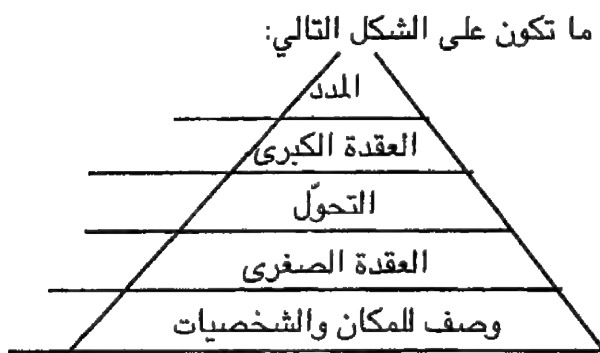 ما تكون على الشكل التالي:
المدد
العقدة الكبرى
التحوّل
العقدة الصغرى
وصف للمكان والشخصيات